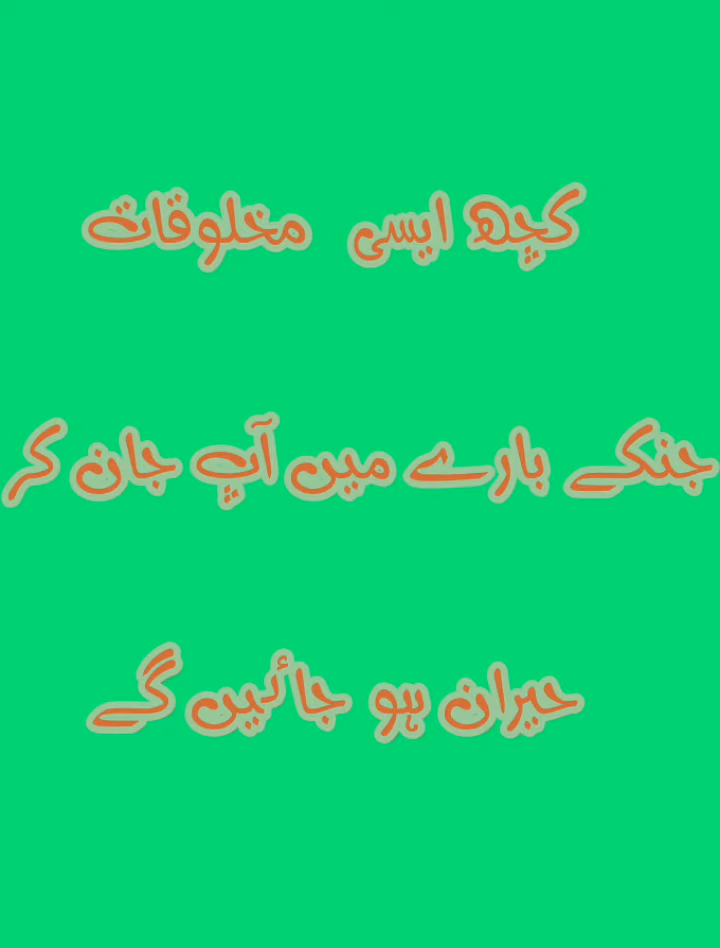 کچھ ایسی مخلوقات
جنکے بارے میں آپ جان کر
حیران ہو جائیں گے